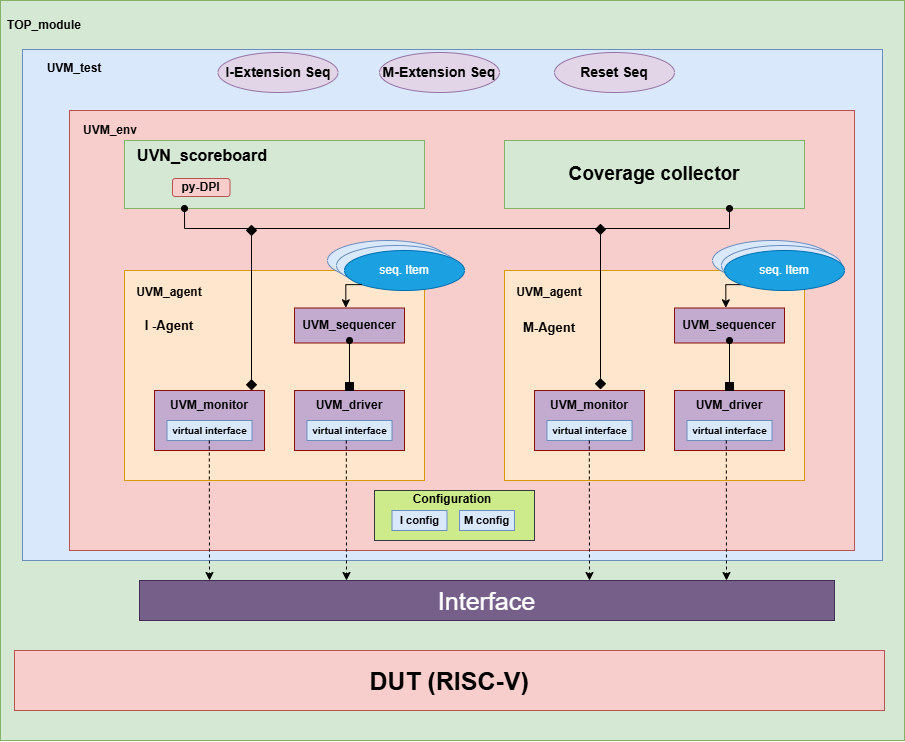 TOP_module
UVM_test
I-Extension Seq
M-Extension Seq
Reset Seq
UVM_env
UVN_scoreboard
py-DPI
Coverage collector
seq. Item
UVM_agent
I -Agent
UVM_sequencer
UVM_monitor
virtual interface
UVM_driver
virtual interface
seq. Item
UVM_agent
M-Agent
UVM_sequencer
UVM_monitor
virtual interface
UVM_driver
virtual interface
Configuration
I config
M config
Interface
DUT (RISC-V)